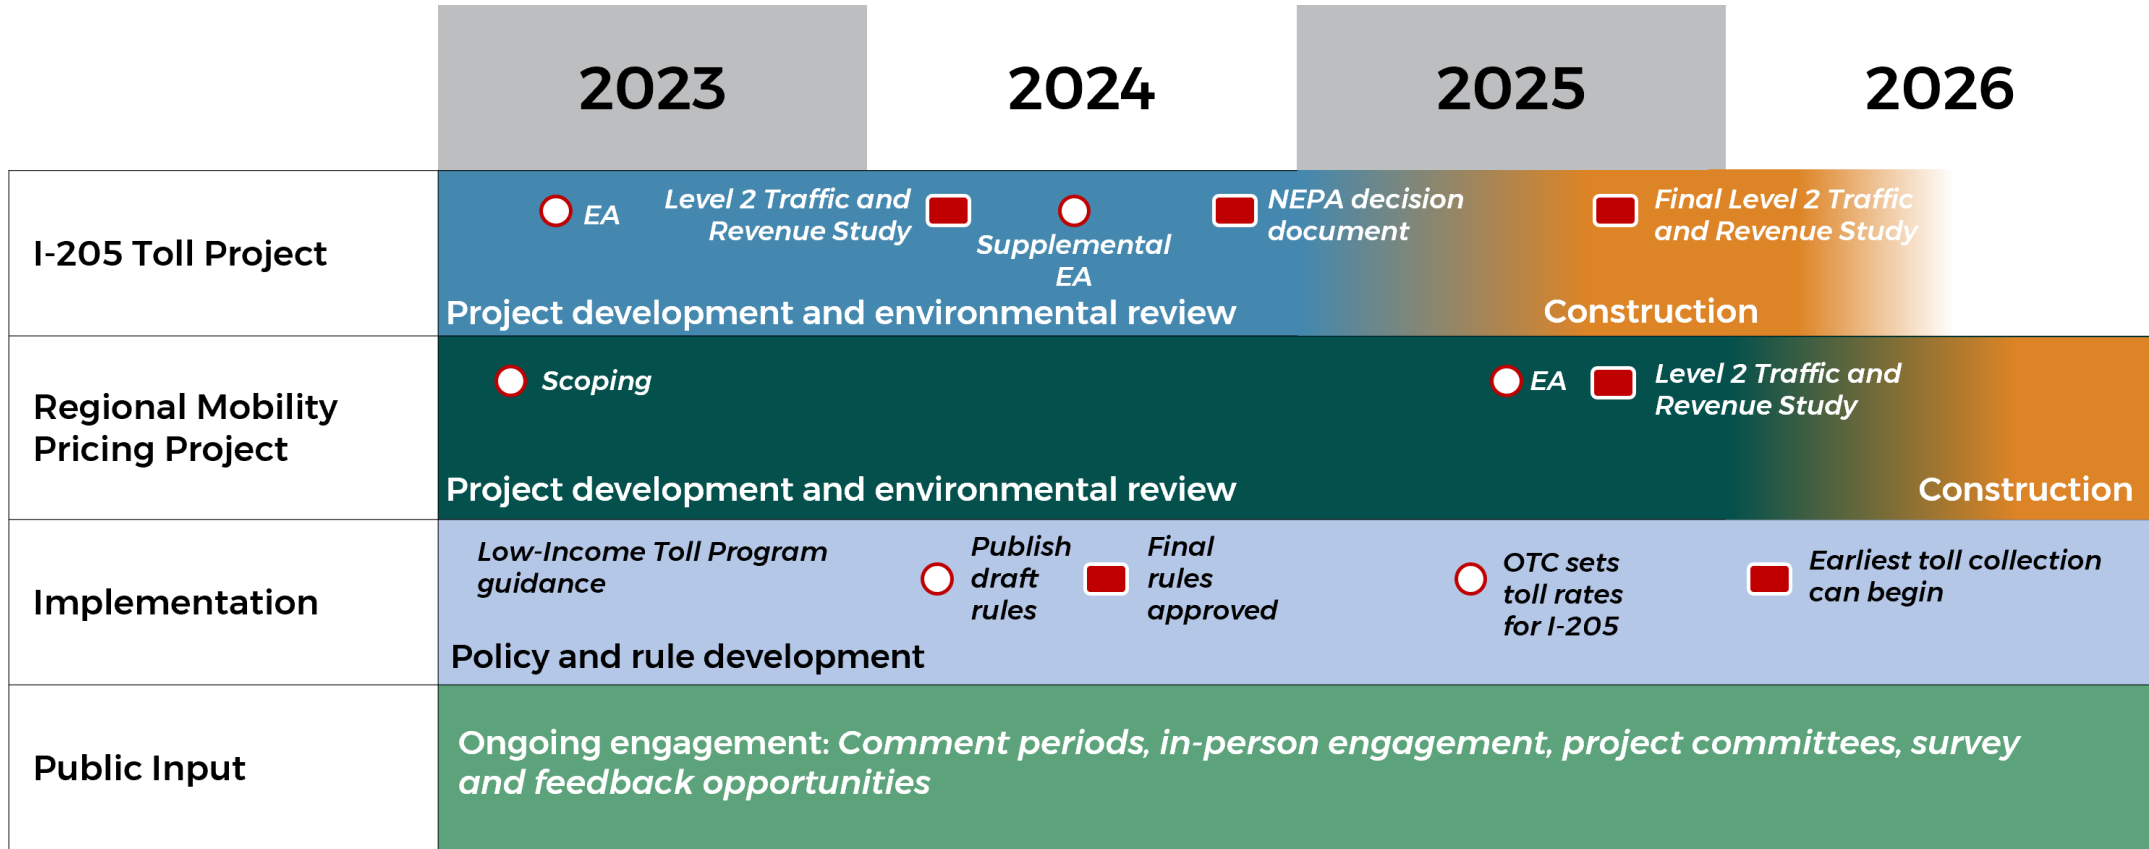 2023
2024
2025
2026
I-205 Toll Project
EA
Level 2 Traffic and
Revenue Study
Supplemental
EA
NEPA decision
document
Final Level 2 Traffic
and Revenue Study
Project development and environmental review
Construction
Regional Mobility
Pricing Project
Scoping
EA
Level 2 Traffic and
Revenue Study
Project development and environmental review
Construction
Implementation
Low-Income Toll Program
guidance
Publish
draft
rules
Final
rules
approved
OTC sets
toll rates
for I-205
Earliest toll collection
can begin
Policy and rule development
Public Input
Ongoing engagement: Comment periods, in-person engagement, project committees, survey
and feedback opportunities